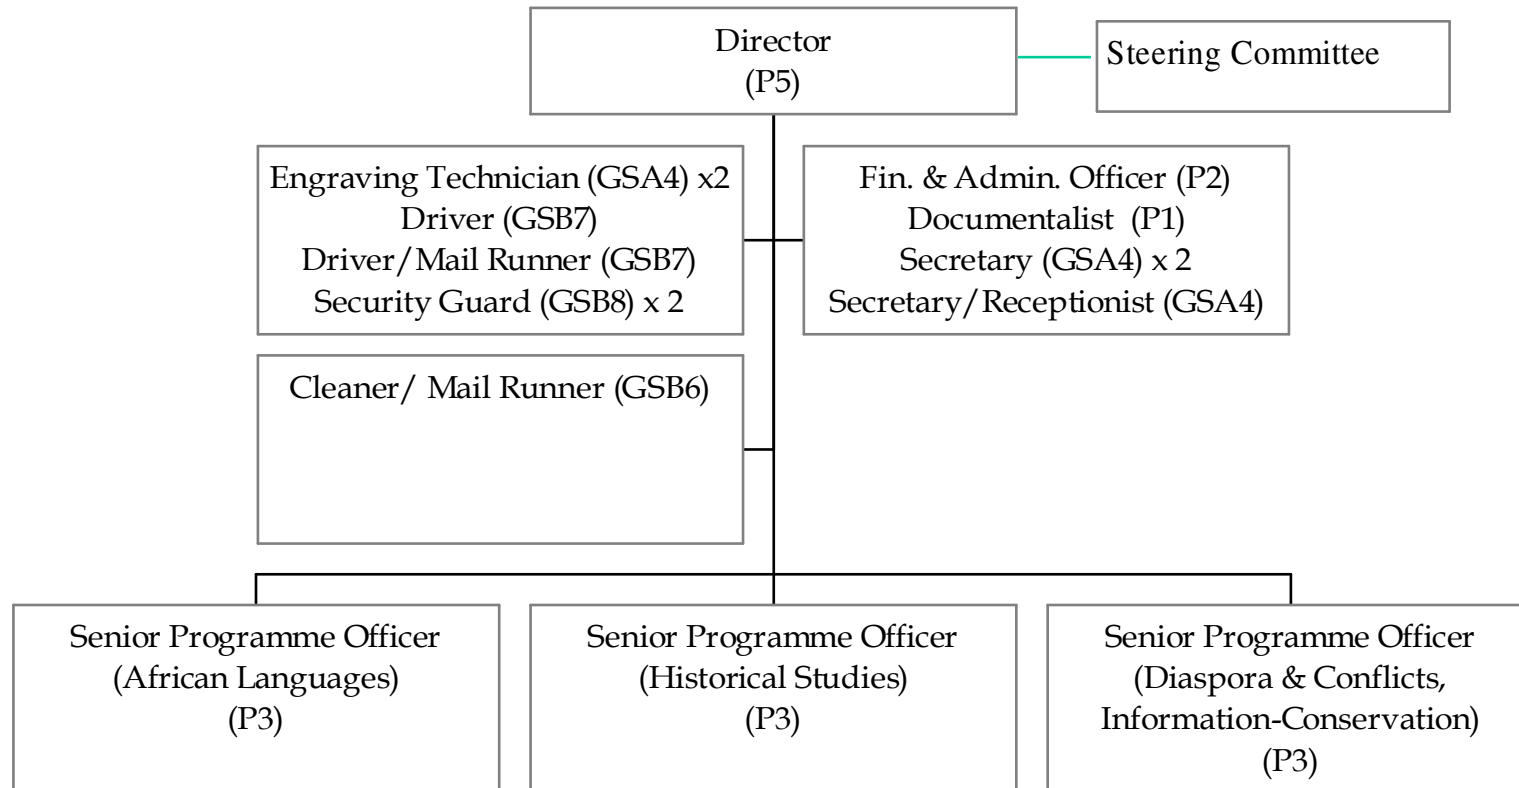 Director
(P5)
Steering Committee
Engraving Technician (GSA4) x2
Driver (GSB7)
Driver/Mail Runner (GSB7)
Security Guard (GSB8) x 2
Fin. & Admin. Officer (P2)
Documentalist  (P1)
Secretary (GSA4) x 2
Secretary/Receptionist (GSA4)
Cleaner/ Mail Runner (GSB6)
Senior Programme Officer
(African Languages)
(P3)
Senior Programme Officer
(Historical Studies)
(P3)
Senior Programme Officer
(Diaspora & Conflicts,
Information-Conservation)
(P3)